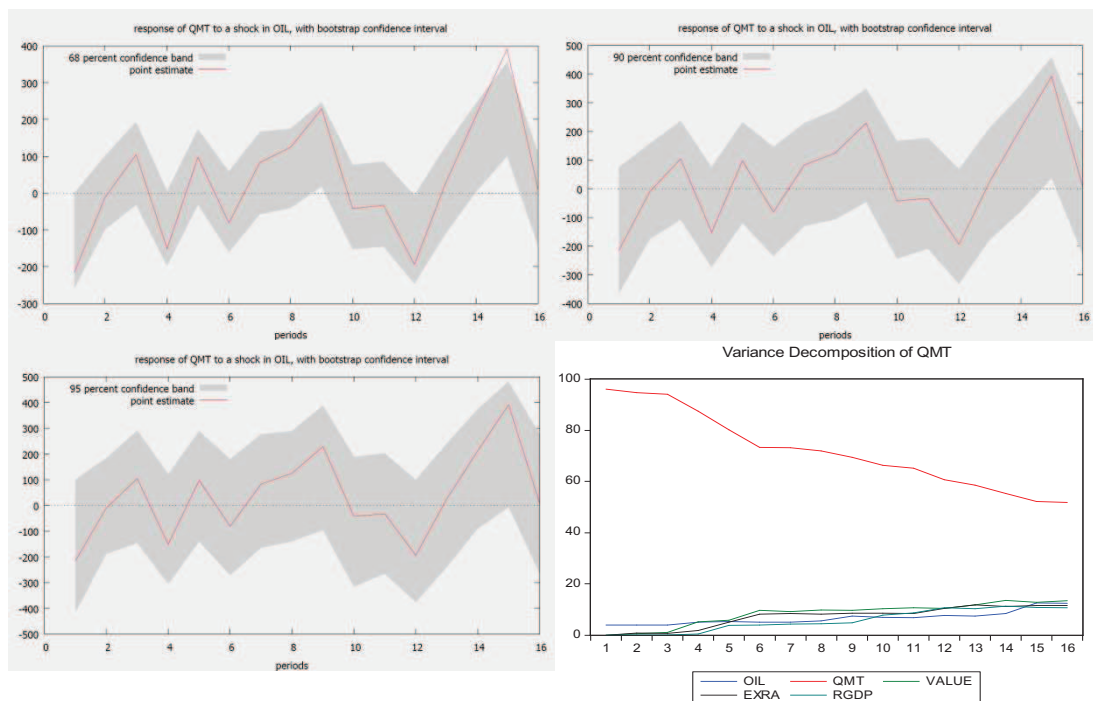 response of QMT to a shock in OIL, with bootstrap confidence interval
68 percent confidence band
point estimate
400
300
200
100
0
-100
-200
-300
0 2 4 6 8 10 12 14 16
periods
response of QMT to a shock in OIL, with bootstrap confidence interval
90 percent confidence band
point estimate
500
400
300
200
100
0
-100
-200
-300
-400
0 2 4 6 8 10 12 14 16
periods
response of QMT to a shock in OIL, with bootstrap confidence interval
95 percent confidence band
point estimate
500
400
300
200
100
0
-100
-200
-300
-400
-500
0 2 4 6 8 10 12 14 16
periods
Variance Decomposition of QMT
100
80
60
40
20
0
1 2 3 4 5 6 7 8 9 10 11 12 13 14 15 16
OIL QMT VALUE
EXRA RGDP